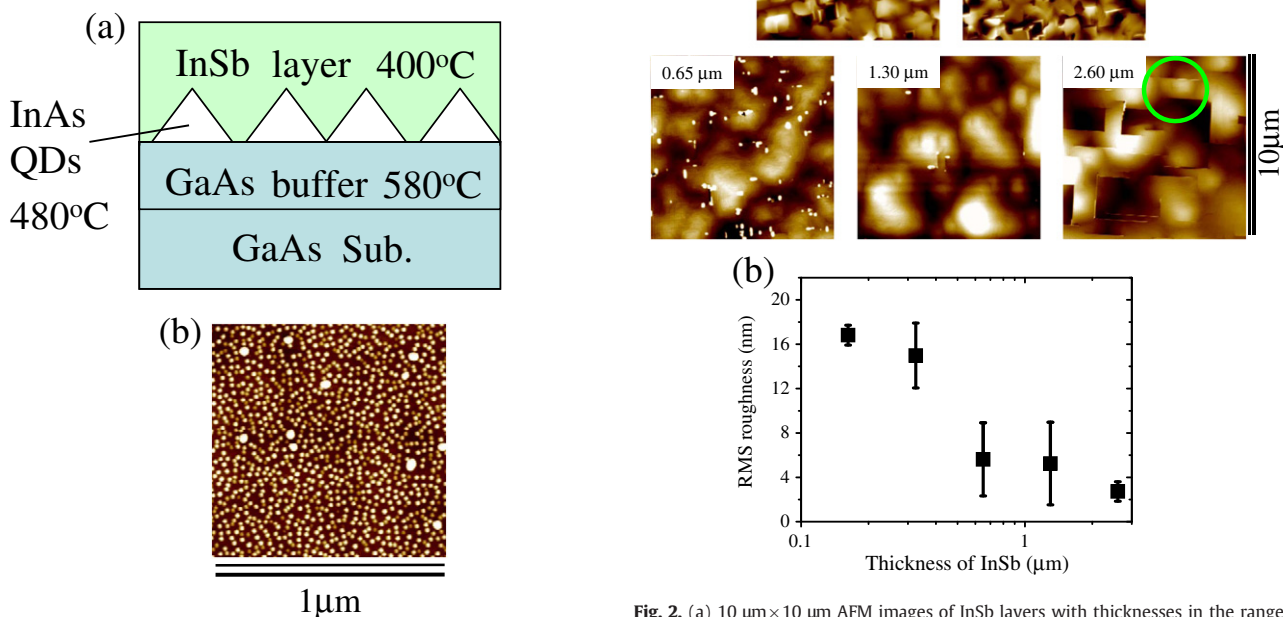 (a)
InSb layer 400°C
InAs
QDs
480°C
GaAs buffer 580°C
GaAs Sub.
(b)
1μm
0.65 μm
1.30 μm
2.60 μm
10μm
(b)
20
16
12
8
4
0
RMS roughness (nm)
0.1
1
Thickness of InSb (μm)
Fig. 2. (a) 10 μm×10 μm AFM images of InSb layers with thicknesses in the range